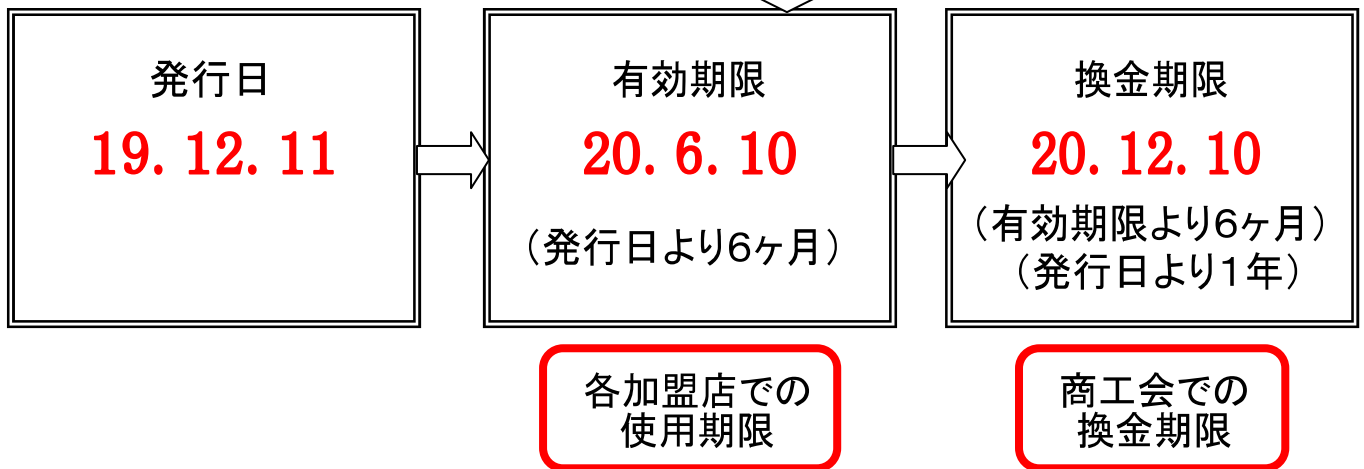 発行日
19. 12. 11
有効期限
20. 6. 10
（発行日より６ヶ月）
換金期限
20. 12. 10
（有効期限より６ヶ月）
（発行日より１年）
各加盟店での
使用期限
商工会での
換金期限